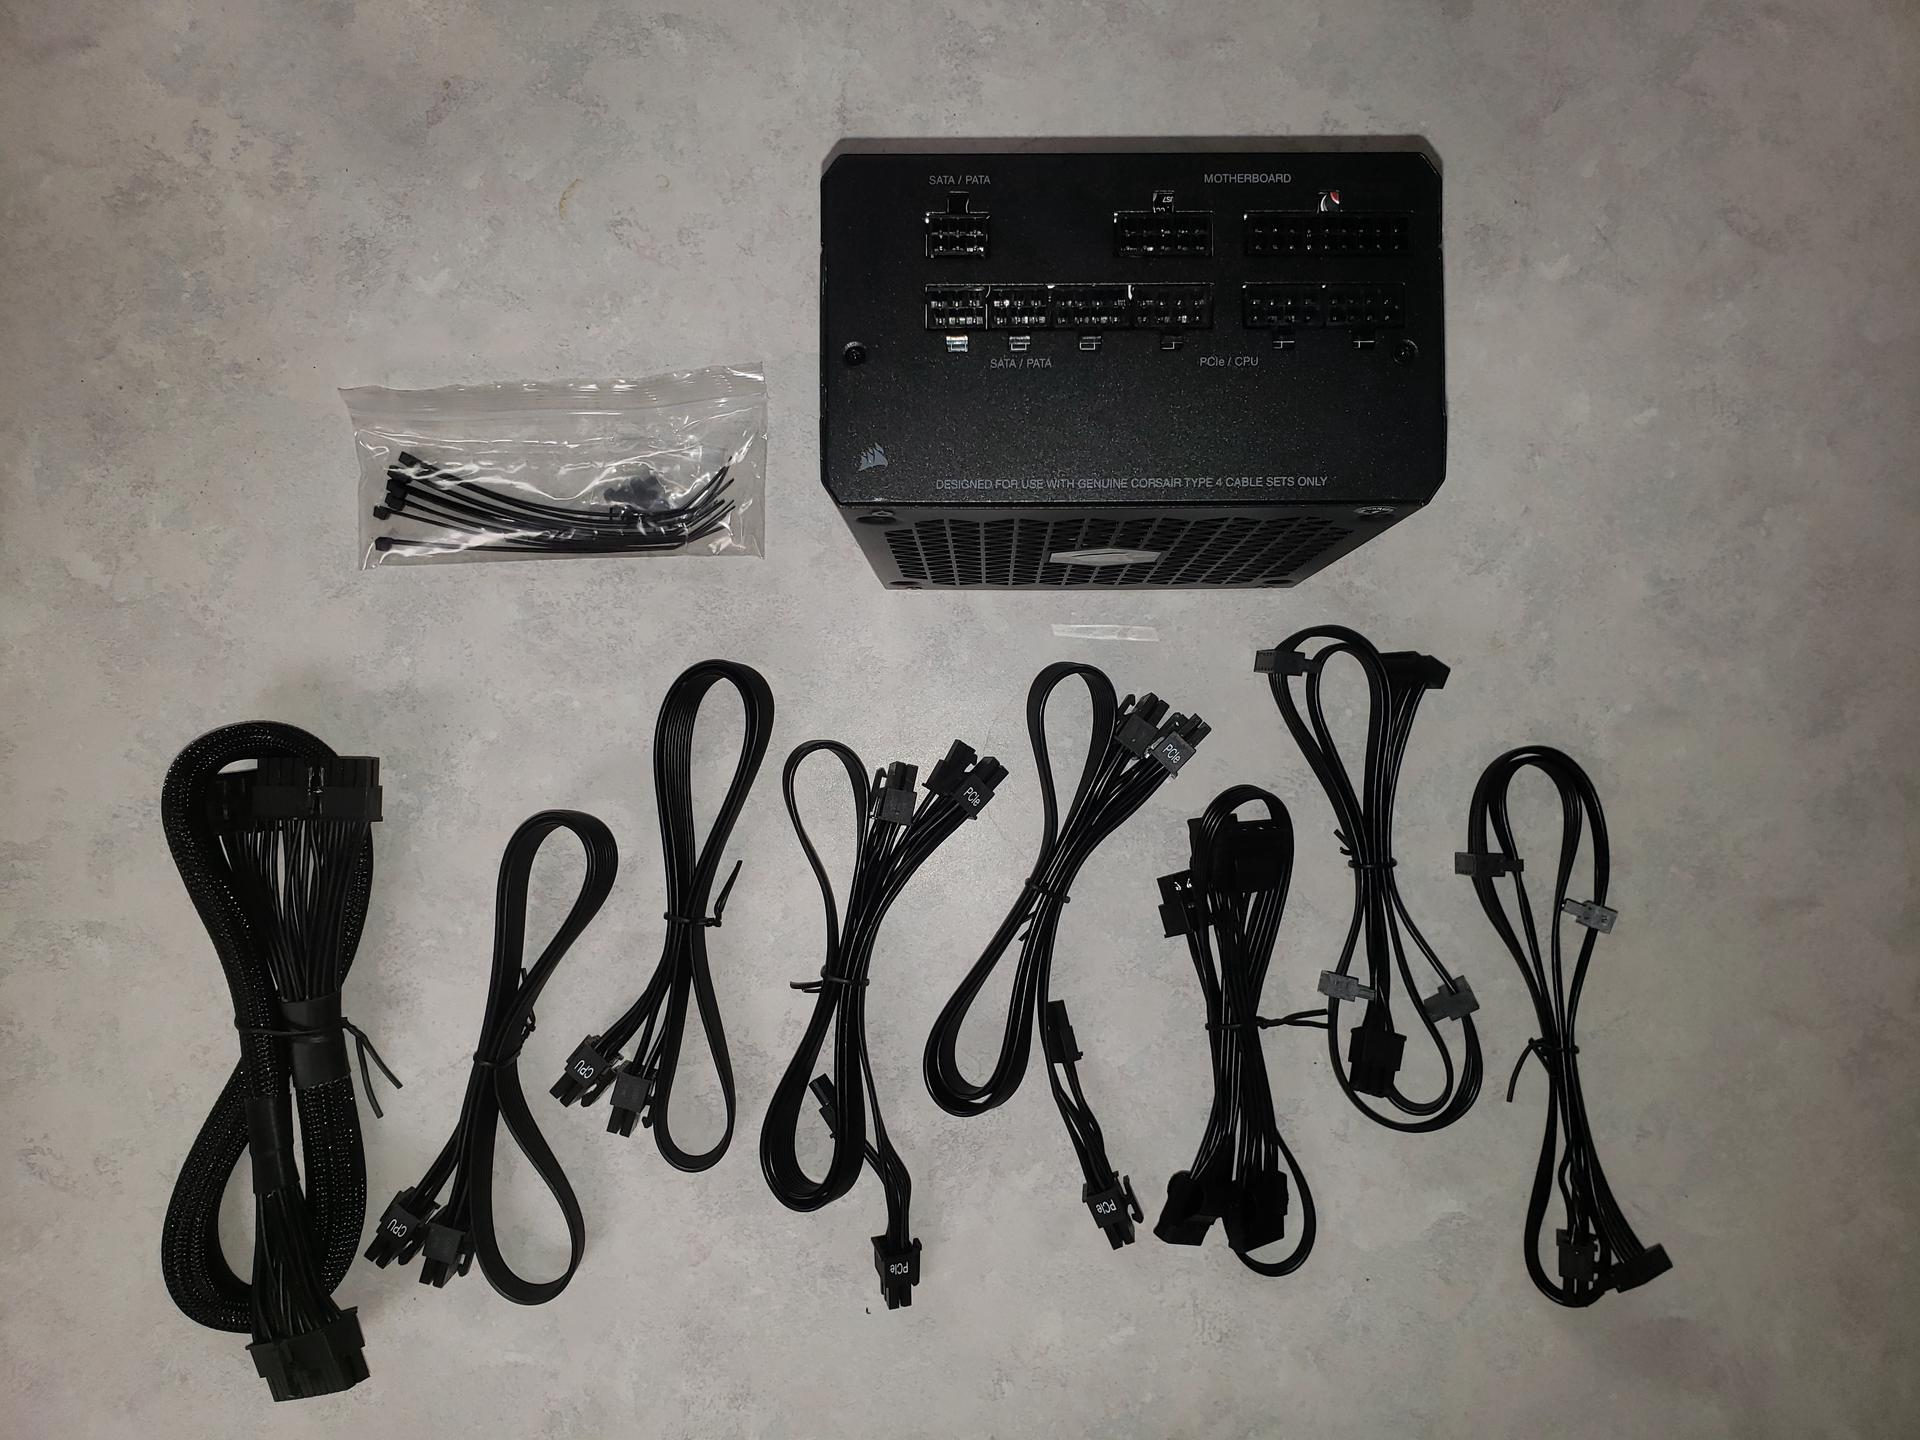 SATA / PATA
MOTHERBOARD
SATA / PATA
PCIe / CPU
DESIGNED FOR USE WITH GENUINE CORSAIR TYPE 4 CABLE SETS ONLY
PCIe
PCIe
CPU
PCIe
CPU
PCIe